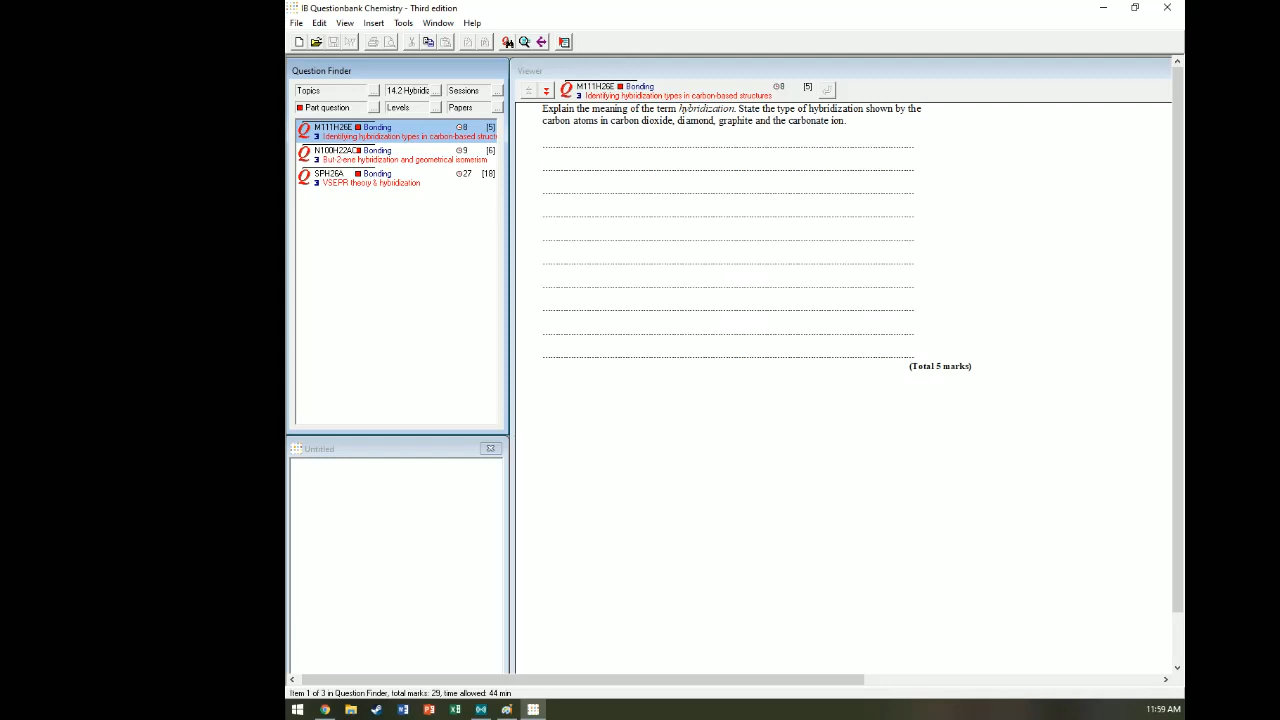 IB Questionbank Chemistry - Third edition
File Edit View Insert Tools Window Help
Question Finder
Topics 14.2 Hybridiz Sessions
Part question Levels Papers
M111H26E Bonding 8 [5]
3 Identifying hybridization types in carbon-based struct
N100H22AC Bonding 9 [6]
3 But-2-ene hybridization and geometrical isomerism
SPH26A Bonding 27 [18]
3 VSEPR theory & hybridization
Untitled
Viewer
M111H26E Bonding 8 [5]
3 Identifying hybridization types in carbon-based structures
Explain the meaning of the term hybridization. State the type of hybridization shown by the
carbon atoms in carbon dioxide, diamond, graphite and the carbonate ion.
(Total 5 marks)
Item 1 of 3 in Question Finder, total marks: 29, time allowed: 44 min
11:59 AM